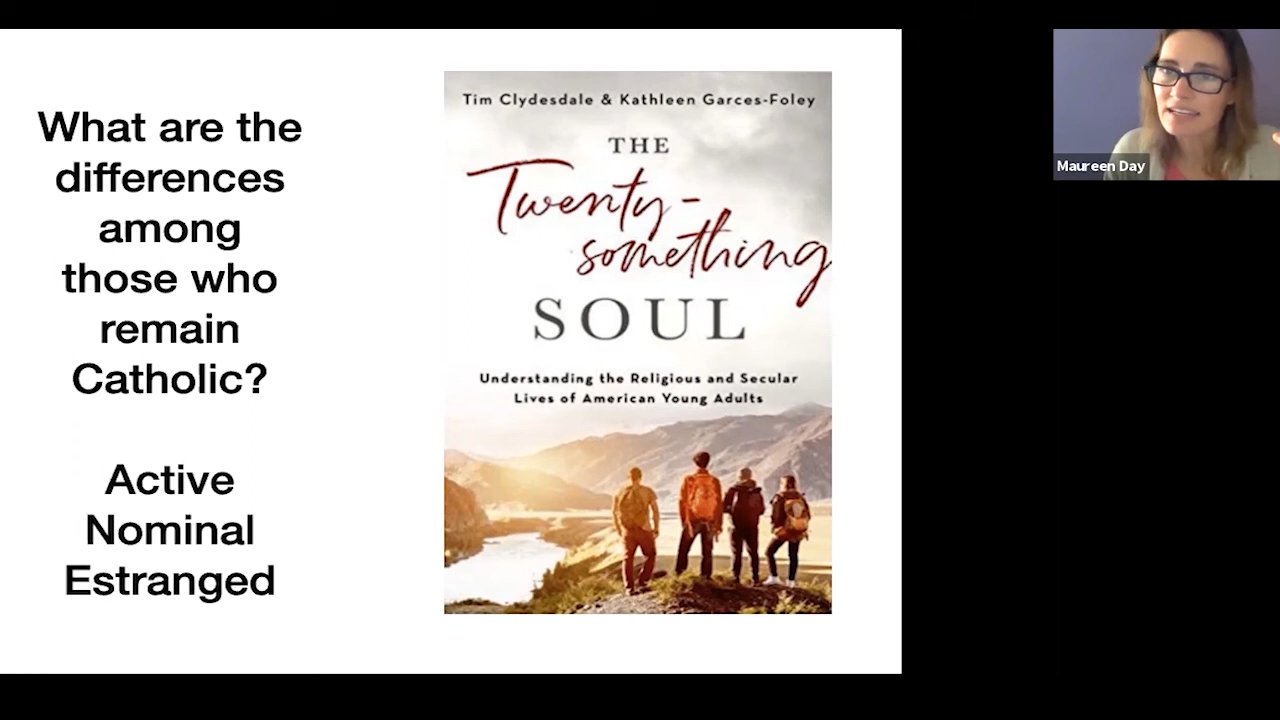 What are the
differences
among
those who
remain
Catholic?
Active
Nominal
Estranged
Tim Clydesdale & Kathleen Garces-Foley
THE
Twenty-
something
SOUL
Understanding the Religious and Secular
Lives of American Young Adults
Maureen Day